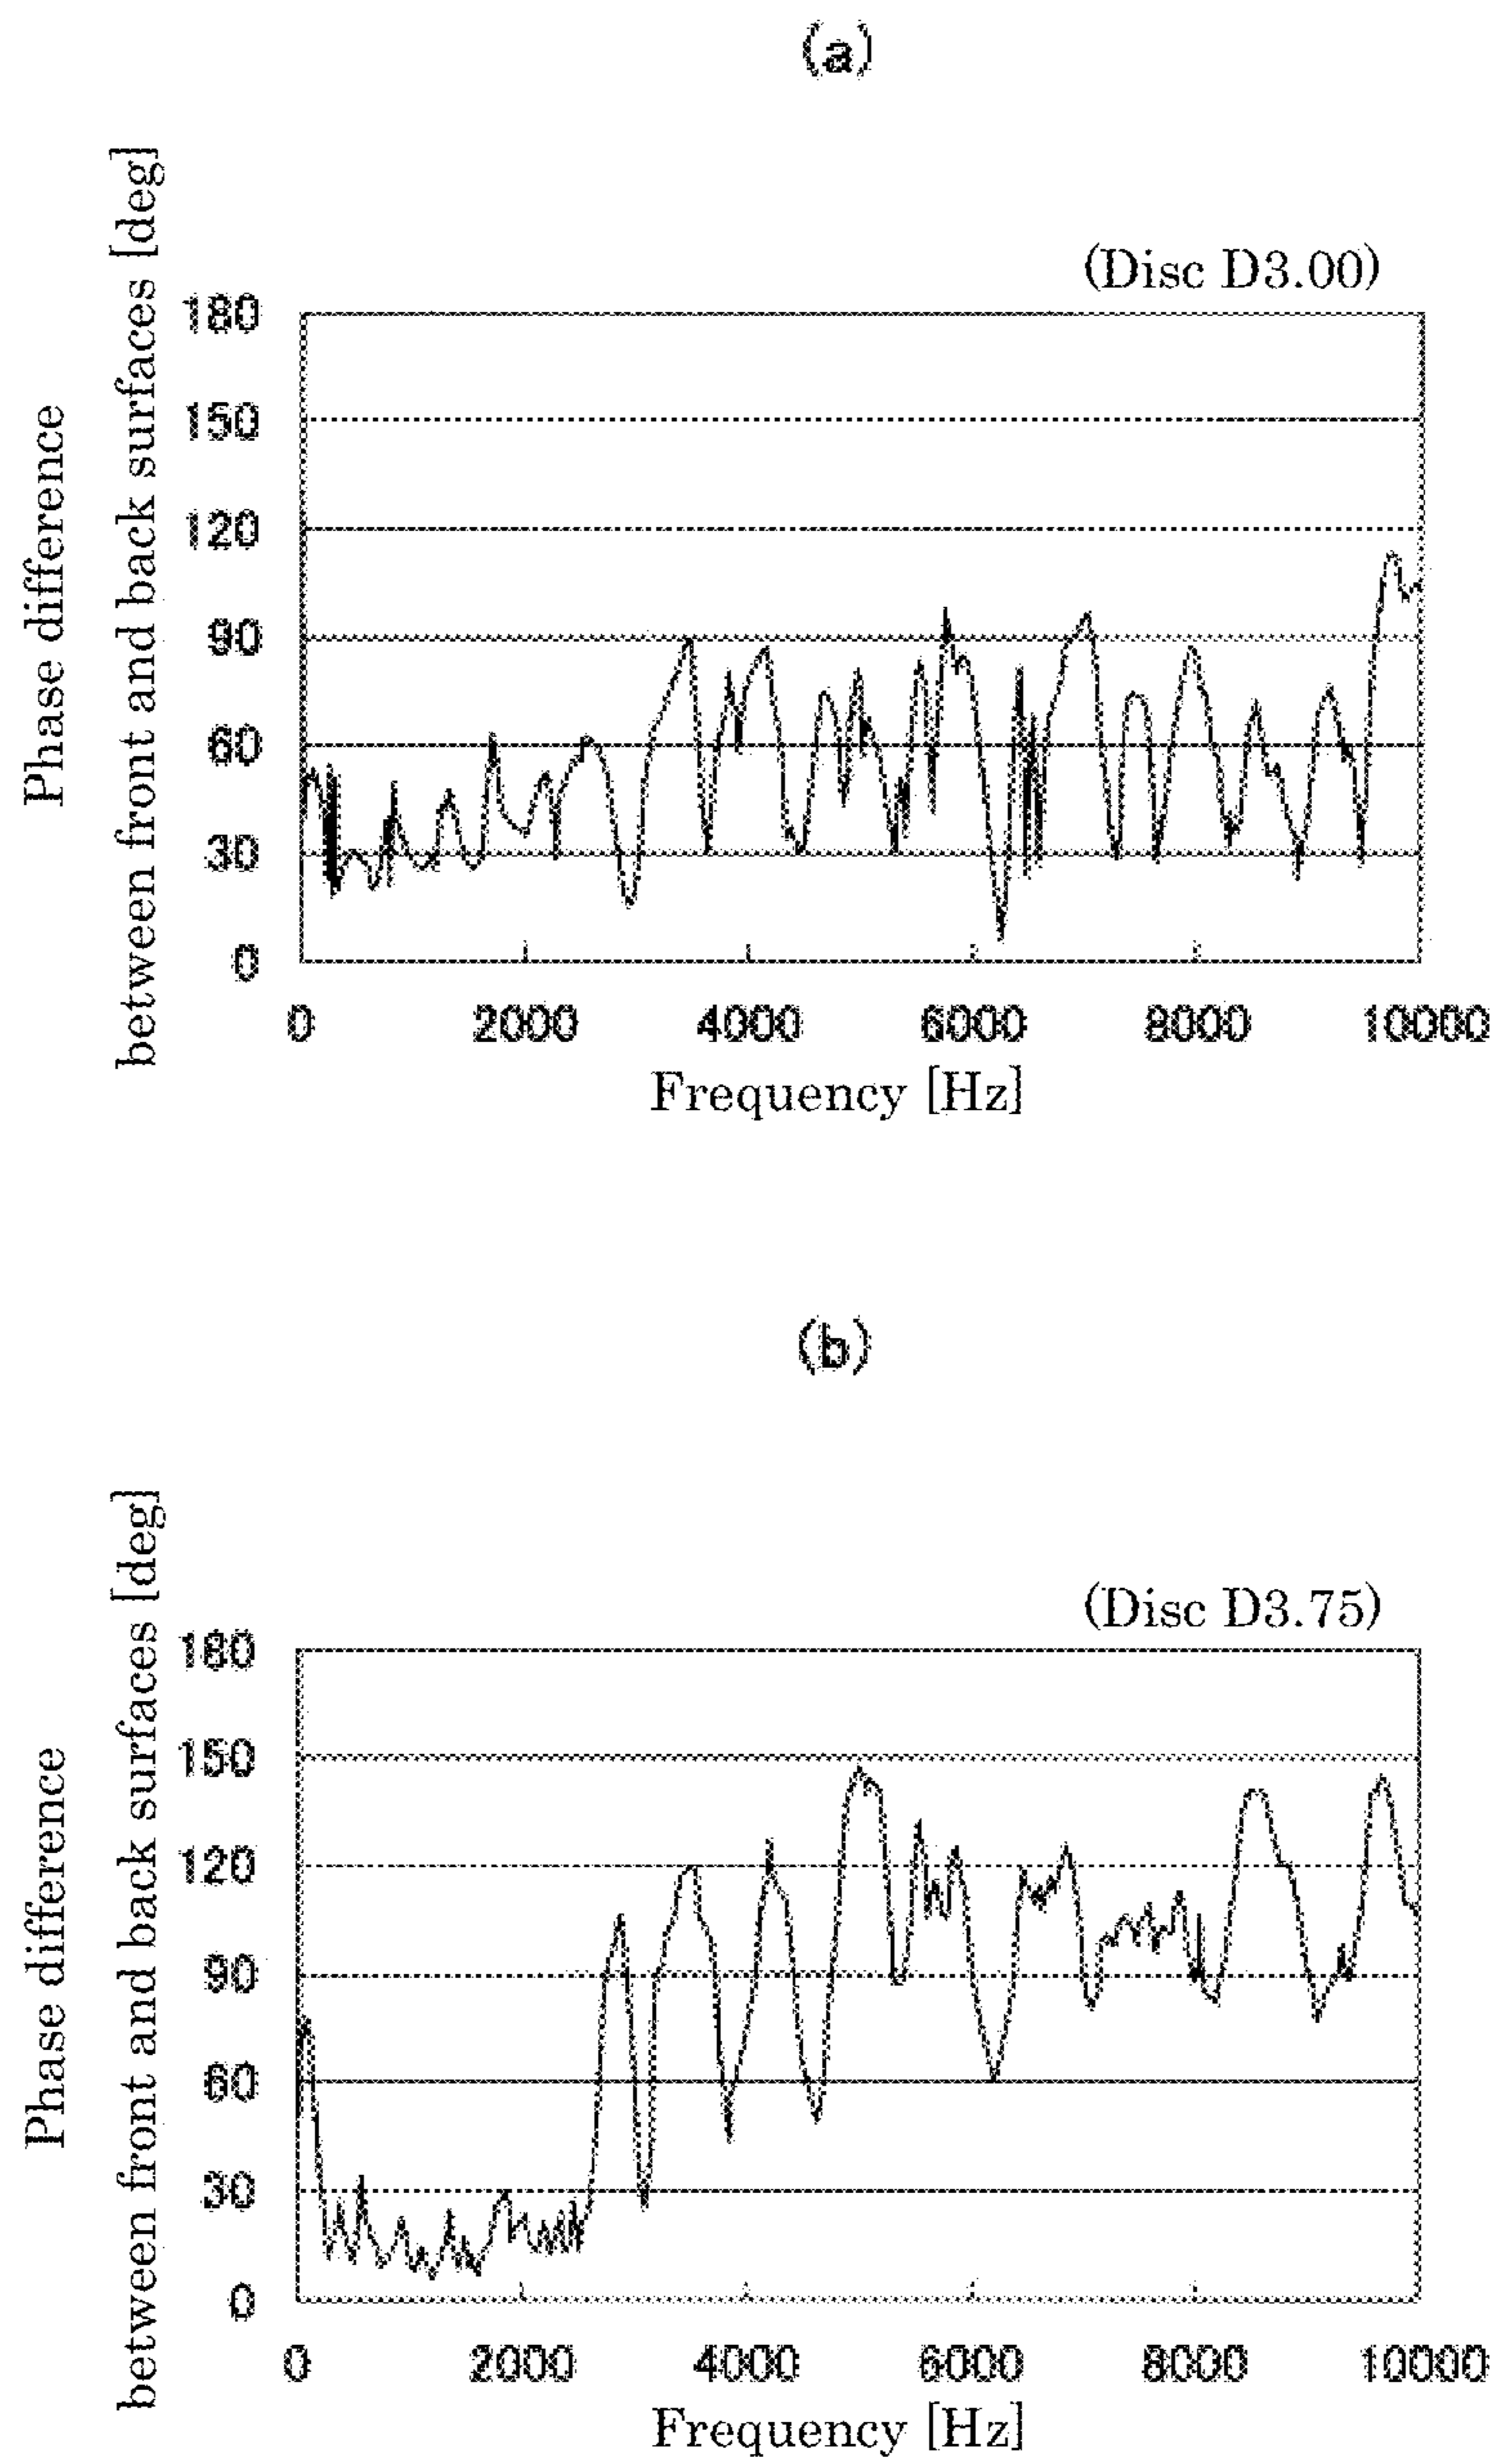 (a)
(Disc D3.00)
Phase difference
between front and back surfaces [deg]
180
150
120
90
60
30
0
0 2000 4000 6000 8000 10000
Frequency [Hz]
(b)
(Disc D3.75)
Phase difference
between front and back surfaces [deg]
180
150
120
90
60
30
0
0 2000 4000 6000 8000 10000
Frequency [Hz]